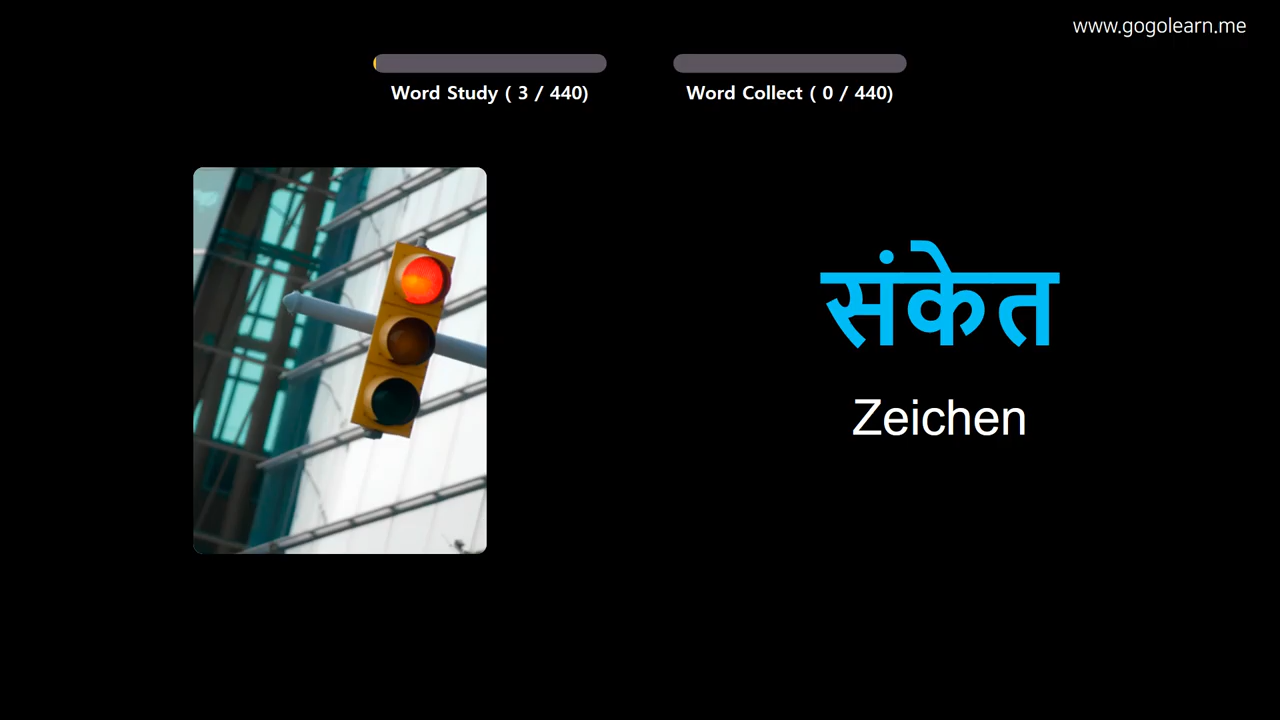 www.gogolearn.me
Word Study ( 3 / 440)
Word Collect ( 0 / 440)
संकेत
Zeichen